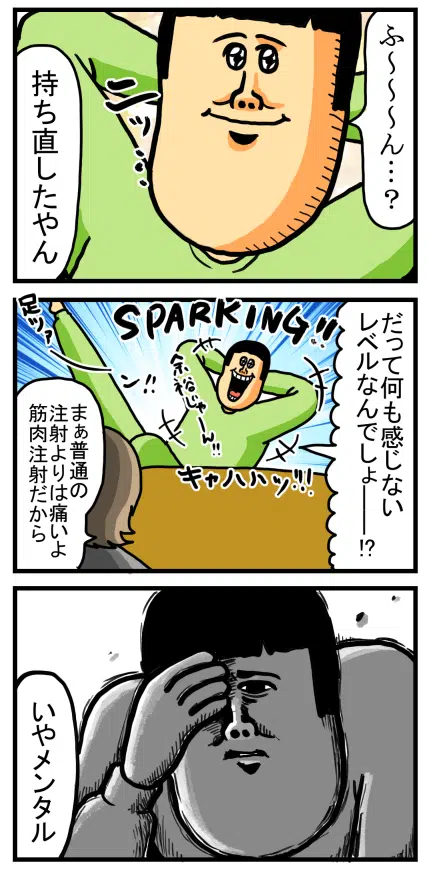 ふ～～～ん…？
ニッ…
持ち直したやん
だって何も感じない
レベルなんでしょ――!?
SPARKING!!
余裕じゃーん!!
足ツァ
ーン!!
キャハハッ!!!
まぁ普通の
注射よりは痛いよ
筋肉注射だから
いやメンタル